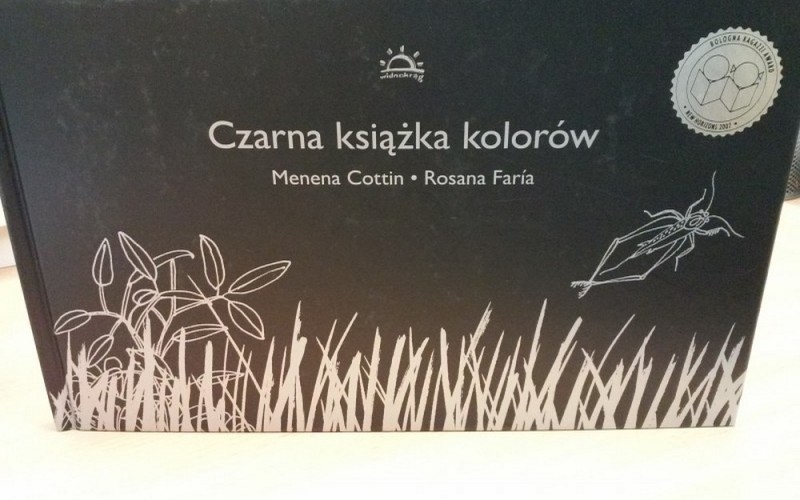 widnokrąg
Czarna książka kolorów
Menena Cottin • Rosana Faría
BOLOGNA RAGAZZI AWARD
• NEW HORIZONS 2007 •